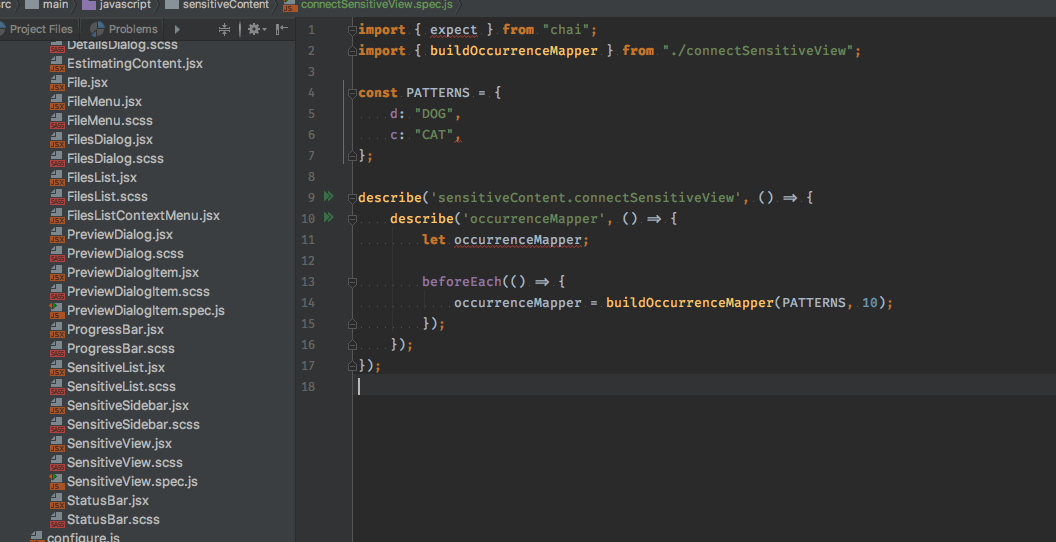 src main javascript sensitiveContent connectSensitiveView.spec.js
Project Files Problems
DetailsDialog.scss
EstimatingContent.jsx
File.jsx
FileMenu.jsx
FileMenu.scss
FilesDialog.jsx
FilesDialog.scss
FilesList.jsx
FilesList.scss
FilesListContextMenu.jsx
PreviewDialog.jsx
PreviewDialog.scss
PreviewDialogItem.jsx
PreviewDialogItem.scss
PreviewDialogItem.spec.js
ProgressBar.jsx
ProgressBar.scss
SensitiveList.jsx
SensitiveList.scss
SensitiveSidebar.jsx
SensitiveSidebar.scss
SensitiveView.jsx
SensitiveView.scss
SensitiveView.spec.js
StatusBar.jsx
StatusBar.scss
configure.js
1 import { expect } from "chai";
2 import { buildOccurrenceMapper } from "./connectSensitiveView";
3
4 const PATTERNS = {
5 d: "DOG",
6 c: "CAT",
7 };
8
9 describe('sensitiveContent.connectSensitiveView', () => {
10 describe('occurrenceMapper', () => {
11 let occurrenceMapper;
12
13 beforeEach(() => {
14 occurrenceMapper = buildOccurrenceMapper(PATTERNS, 10);
15 });
16 });
17 });
18